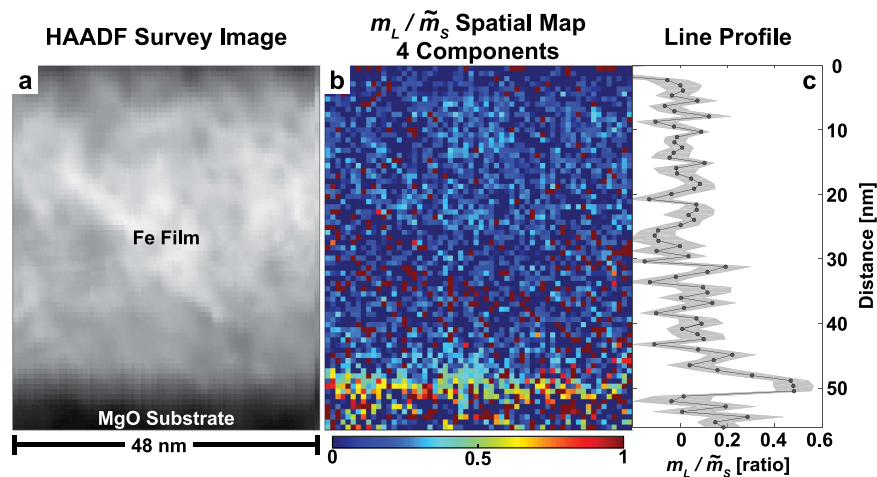 HAADF Survey Image
m_L / m̃_S Spatial Map
4 Components
Line Profile
a
b
c
Fe Film
MgO Substrate
48 nm
0
0.5
1
0
10
20
30
40
50
Distance [nm]
0
0.2
0.4
0.6
m_L / m̃_S [ratio]